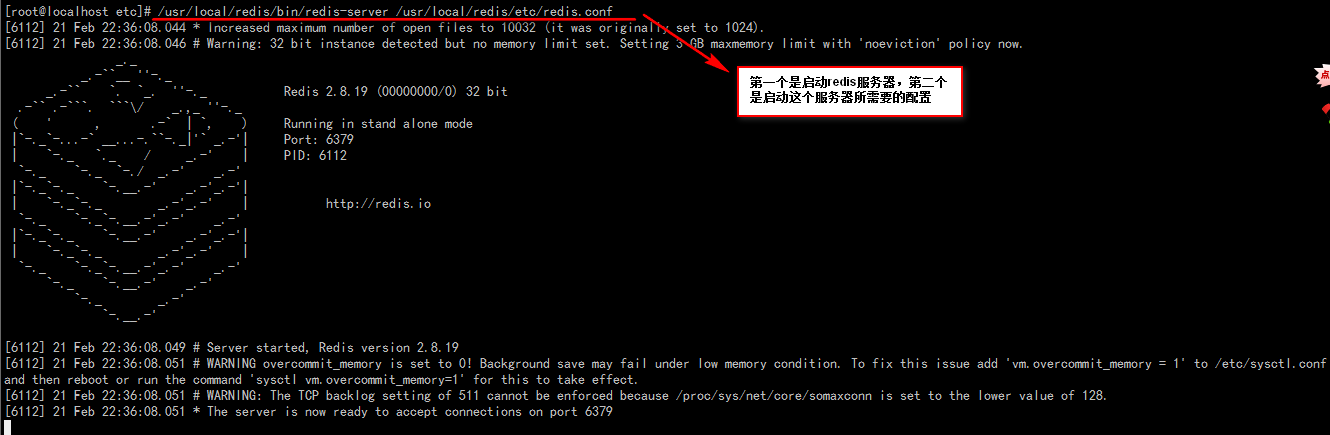 [root@localhost etc]# /usr/local/redis/bin/redis-server /usr/local/redis/etc/redis.conf
[6112] 21 Feb 22:36:08.044 * Increased maximum number of open files to 10032 (it was originally set to 1024).
[6112] 21 Feb 22:36:08.046 # Warning: 32 bit instance detected but no memory limit set. Setting 3 GB maxmemory limit with 'noeviction' policy now.
第一个是启动redis服务器，第二个
是启动这个服务器所需要的配置
点
Redis 2.8.19 (00000000/0) 32 bit
Running in stand alone mode
Port: 6379
PID: 6112
http://redis.io
[6112] 21 Feb 22:36:08.049 # Server started, Redis version 2.8.19
[6112] 21 Feb 22:36:08.051 # WARNING overcommit_memory is set to 0! Background save may fail under low memory condition. To fix this issue add 'vm.overcommit_memory = 1' to /etc/sysctl.conf
and then reboot or run the command 'sysctl vm.overcommit_memory=1' for this to take effect.
[6112] 21 Feb 22:36:08.051 # WARNING: The TCP backlog setting of 511 cannot be enforced because /proc/sys/net/core/somaxconn is set to the lower value of 128.
[6112] 21 Feb 22:36:08.051 * The server is now ready to accept connections on port 6379